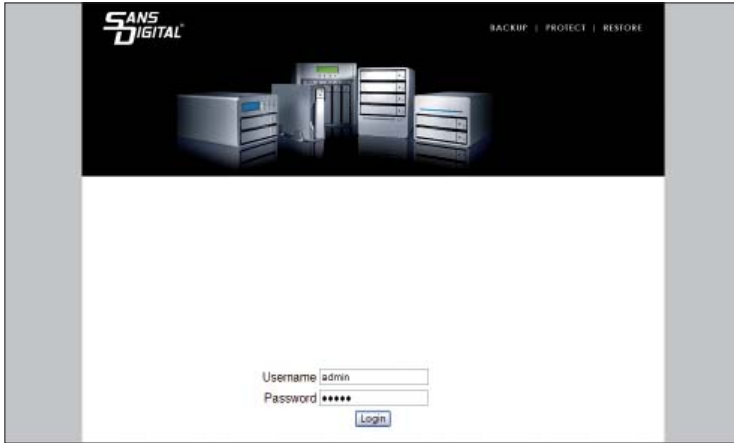 SANS
DIGITAL®
BACKUP | PROTECT | RESTORE
Username admin
Password •••••
Login